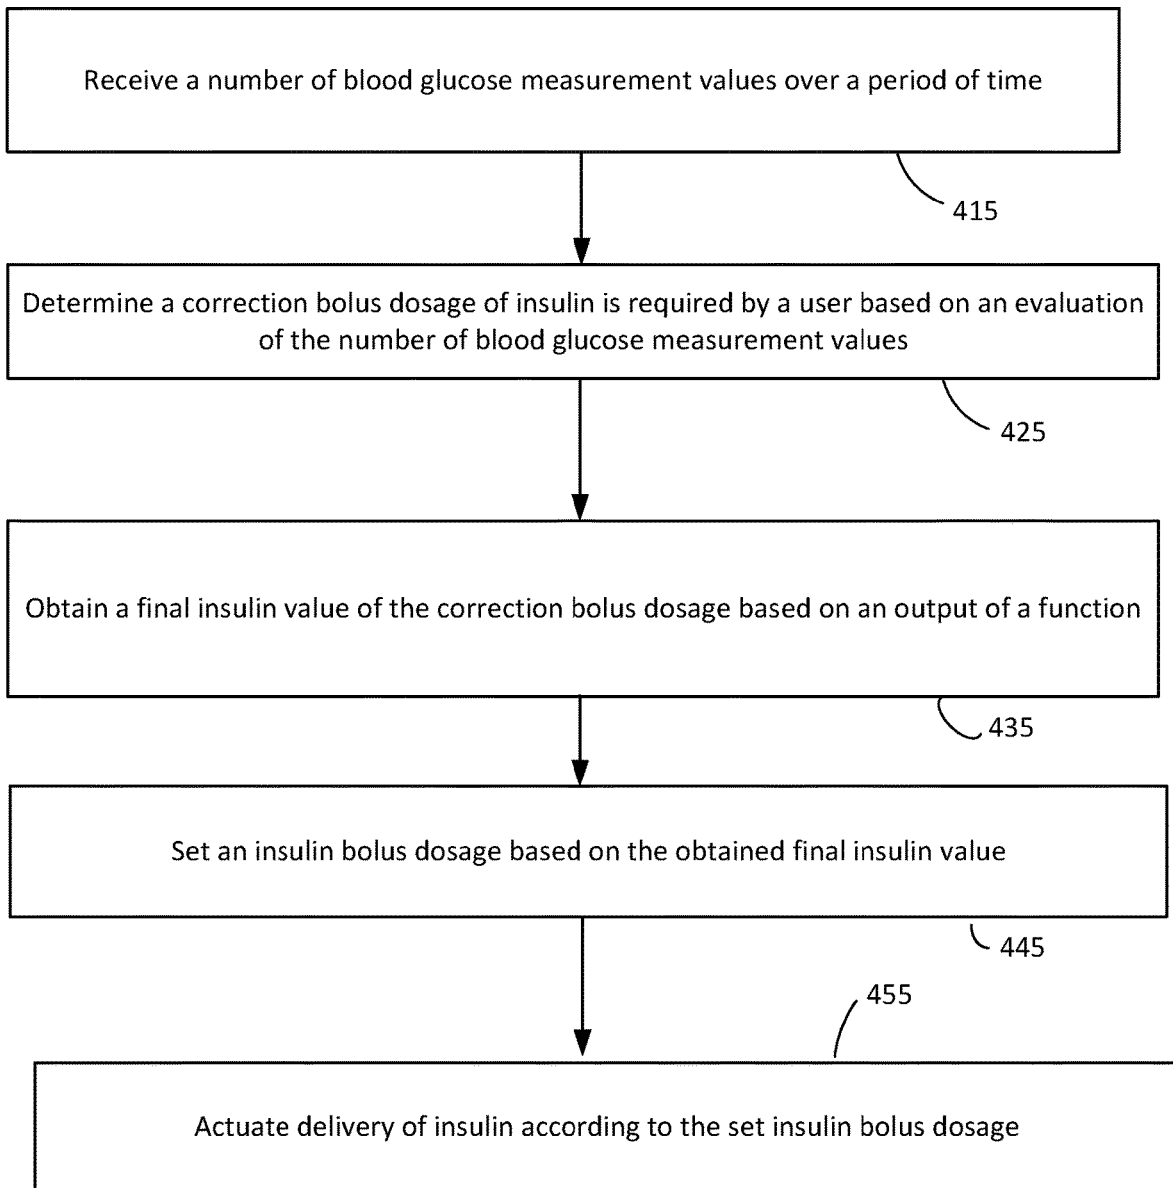 Receive a number of blood glucose measurement values over a period of time
415
Determine a correction bolus dosage of insulin is required by a user based on an evaluation
of the number of blood glucose measurement values
425
Obtain a final insulin value of the correction bolus dosage based on an output of a function
435
Set an insulin bolus dosage based on the obtained final insulin value
445
455
Actuate delivery of insulin according to the set insulin bolus dosage